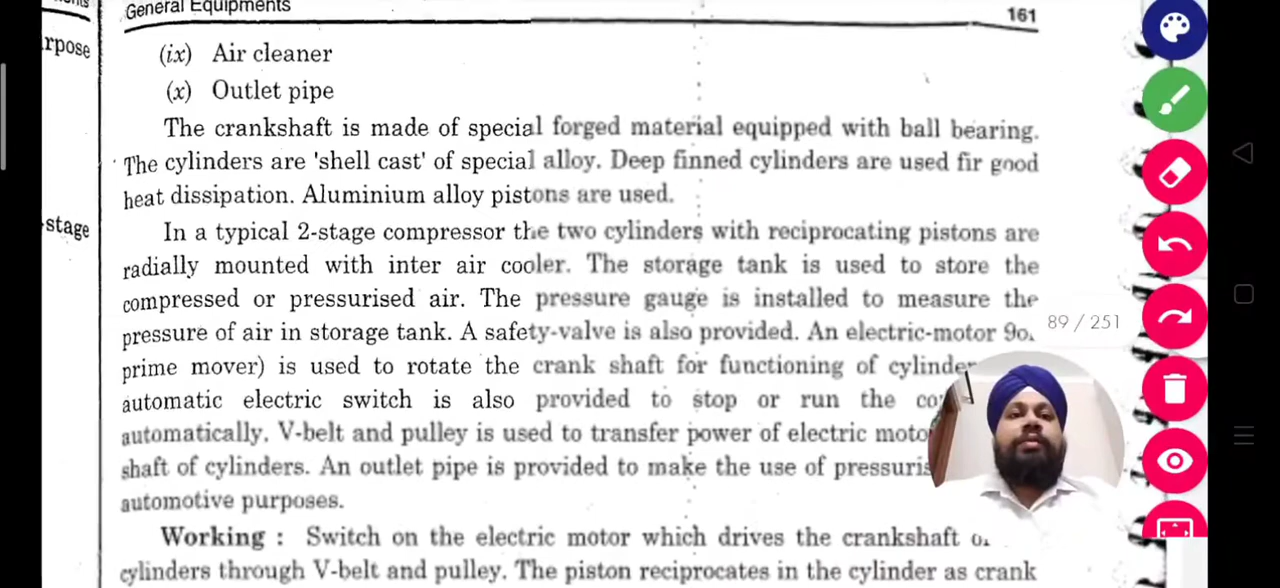 General Equipments
161
rpose
(ix) Air cleaner
(x) Outlet pipe
The crankshaft is made of special forged material equipped with ball bearing.
The cylinders are 'shell cast' of special alloy. Deep finned cylinders are used fir good
heat dissipation. Aluminium alloy pistons are used.
stage
In a typical 2-stage compressor the two cylinders with reciprocating pistons are
radially mounted with inter air cooler. The storage tank is used to store the
compressed or pressurised air. The pressure gauge is installed to measure the
pressure of air in storage tank. A safety-valve is also provided. An electric-motor
89 / 251
prime mover) is used to rotate the crank shaft for functioning of
automatic electric switch is also provided to stop or run the
automatically. V-belt and pulley is used to transfer power of electric
shaft of cylinders. An outlet pipe is provided to make the use of
automotive purposes.
Working : Switch on the electric motor which drives the crankshaft
cylinders through V-belt and pulley. The piston reciprocates in the cylinder as crank